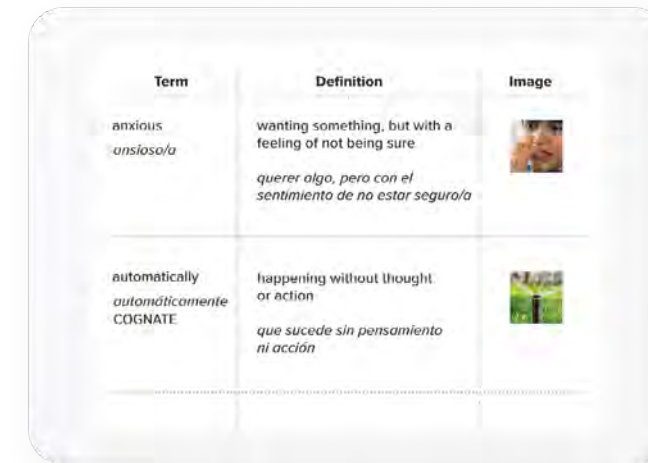 Term
Definition
Image
anxious
ansioso/a
wanting something, but with a
feeling of not being sure
querer algo, pero con el
sentimiento de no estar seguro/a
automatically
automáticamente
COGNATE
happening without thought
or action
que sucede sin pensamiento
ni acción